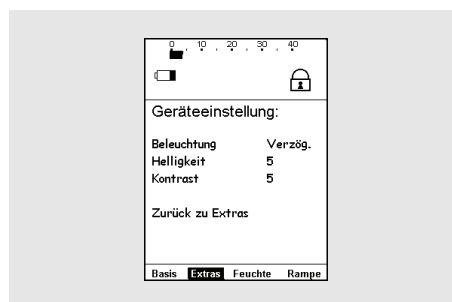 0 . 10 . 20 . 30 . 40
Geräteeinstellung:
Beleuchtung Verzög.
Helligkeit 5
Kontrast 5
Zurück zu Extras
Basis Extras Feuchte Rampe